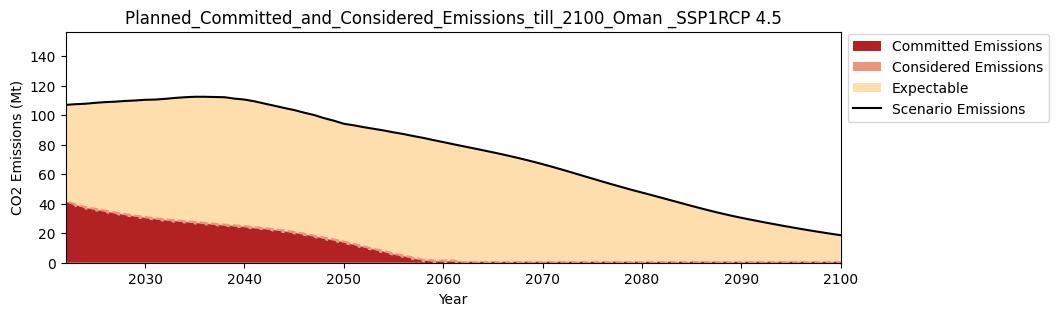 Planned_Committed_and_Considered_Emissions_till_2100_Oman _SSP1RCP 4.5
Committed Emissions
Considered Emissions
Expectable
Scenario Emissions
CO2 Emissions (Mt)
140
120
100
80
60
40
20
0
2030 2040 2050 2060 2070 2080 2090 2100
Year